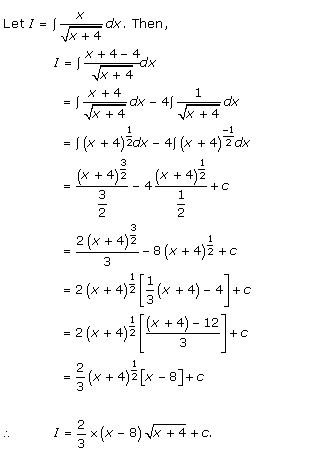 Let I = ∫ x/√(x + 4) dx. Then,
I = ∫ (x + 4 – 4)/√(x + 4) dx
= ∫ (x + 4)/√(x + 4) dx – 4∫ 1/√(x + 4) dx
= ∫(x + 4)^(1/2) dx – 4∫(x + 4)^(–1/2) dx
= (x + 4)^(3/2)/(3/2) – 4 (x + 4)^(1/2)/(1/2) + c
= 2(x + 4)^(3/2)/3 – 8(x + 4)^(1/2) + c
= 2(x + 4)^(1/2) [1/3 (x + 4) – 4] + c
= 2(x + 4)^(1/2) [((x + 4) – 12)/3] + c
= 2/3 (x + 4)^(1/2) [x – 8] + c
∴ I = 2/3 × (x – 8) √(x + 4) + c.